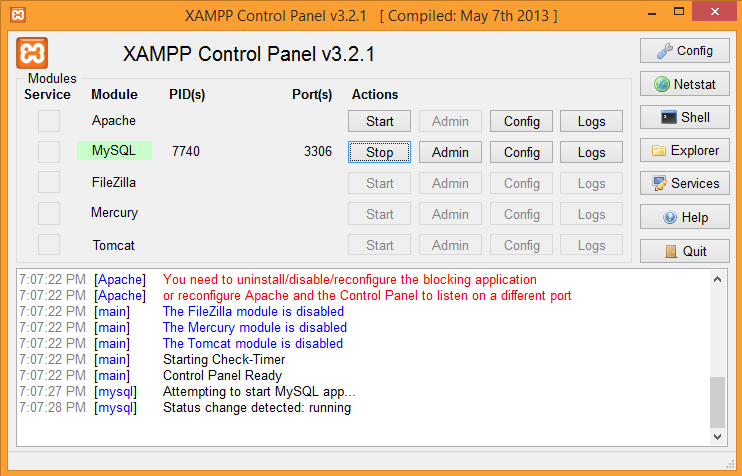 XAMPP Control Panel v3.2.1 [ Compiled: May 7th 2013 ]
XAMPP Control Panel v3.2.1
Config
Modules
Service Module PID(s) Port(s) Actions
Netstat
Apache Start Admin Config Logs
Shell
MySQL 7740 3306 Stop Admin Config Logs
Explorer
FileZilla Start Admin Config Logs
Services
Mercury Start Admin Config Logs
Help
Tomcat Start Admin Config Logs
Quit
7:07:22 PM [Apache] You need to uninstall/disable/reconfigure the blocking application
7:07:22 PM [Apache] or reconfigure Apache and the Control Panel to listen on a different port
7:07:22 PM [main] The FileZilla module is disabled
7:07:22 PM [main] The Mercury module is disabled
7:07:22 PM [main] The Tomcat module is disabled
7:07:22 PM [main] Starting Check-Timer
7:07:22 PM [main] Control Panel Ready
7:07:27 PM [mysql] Attempting to start MySQL app...
7:07:28 PM [mysql] Status change detected: running